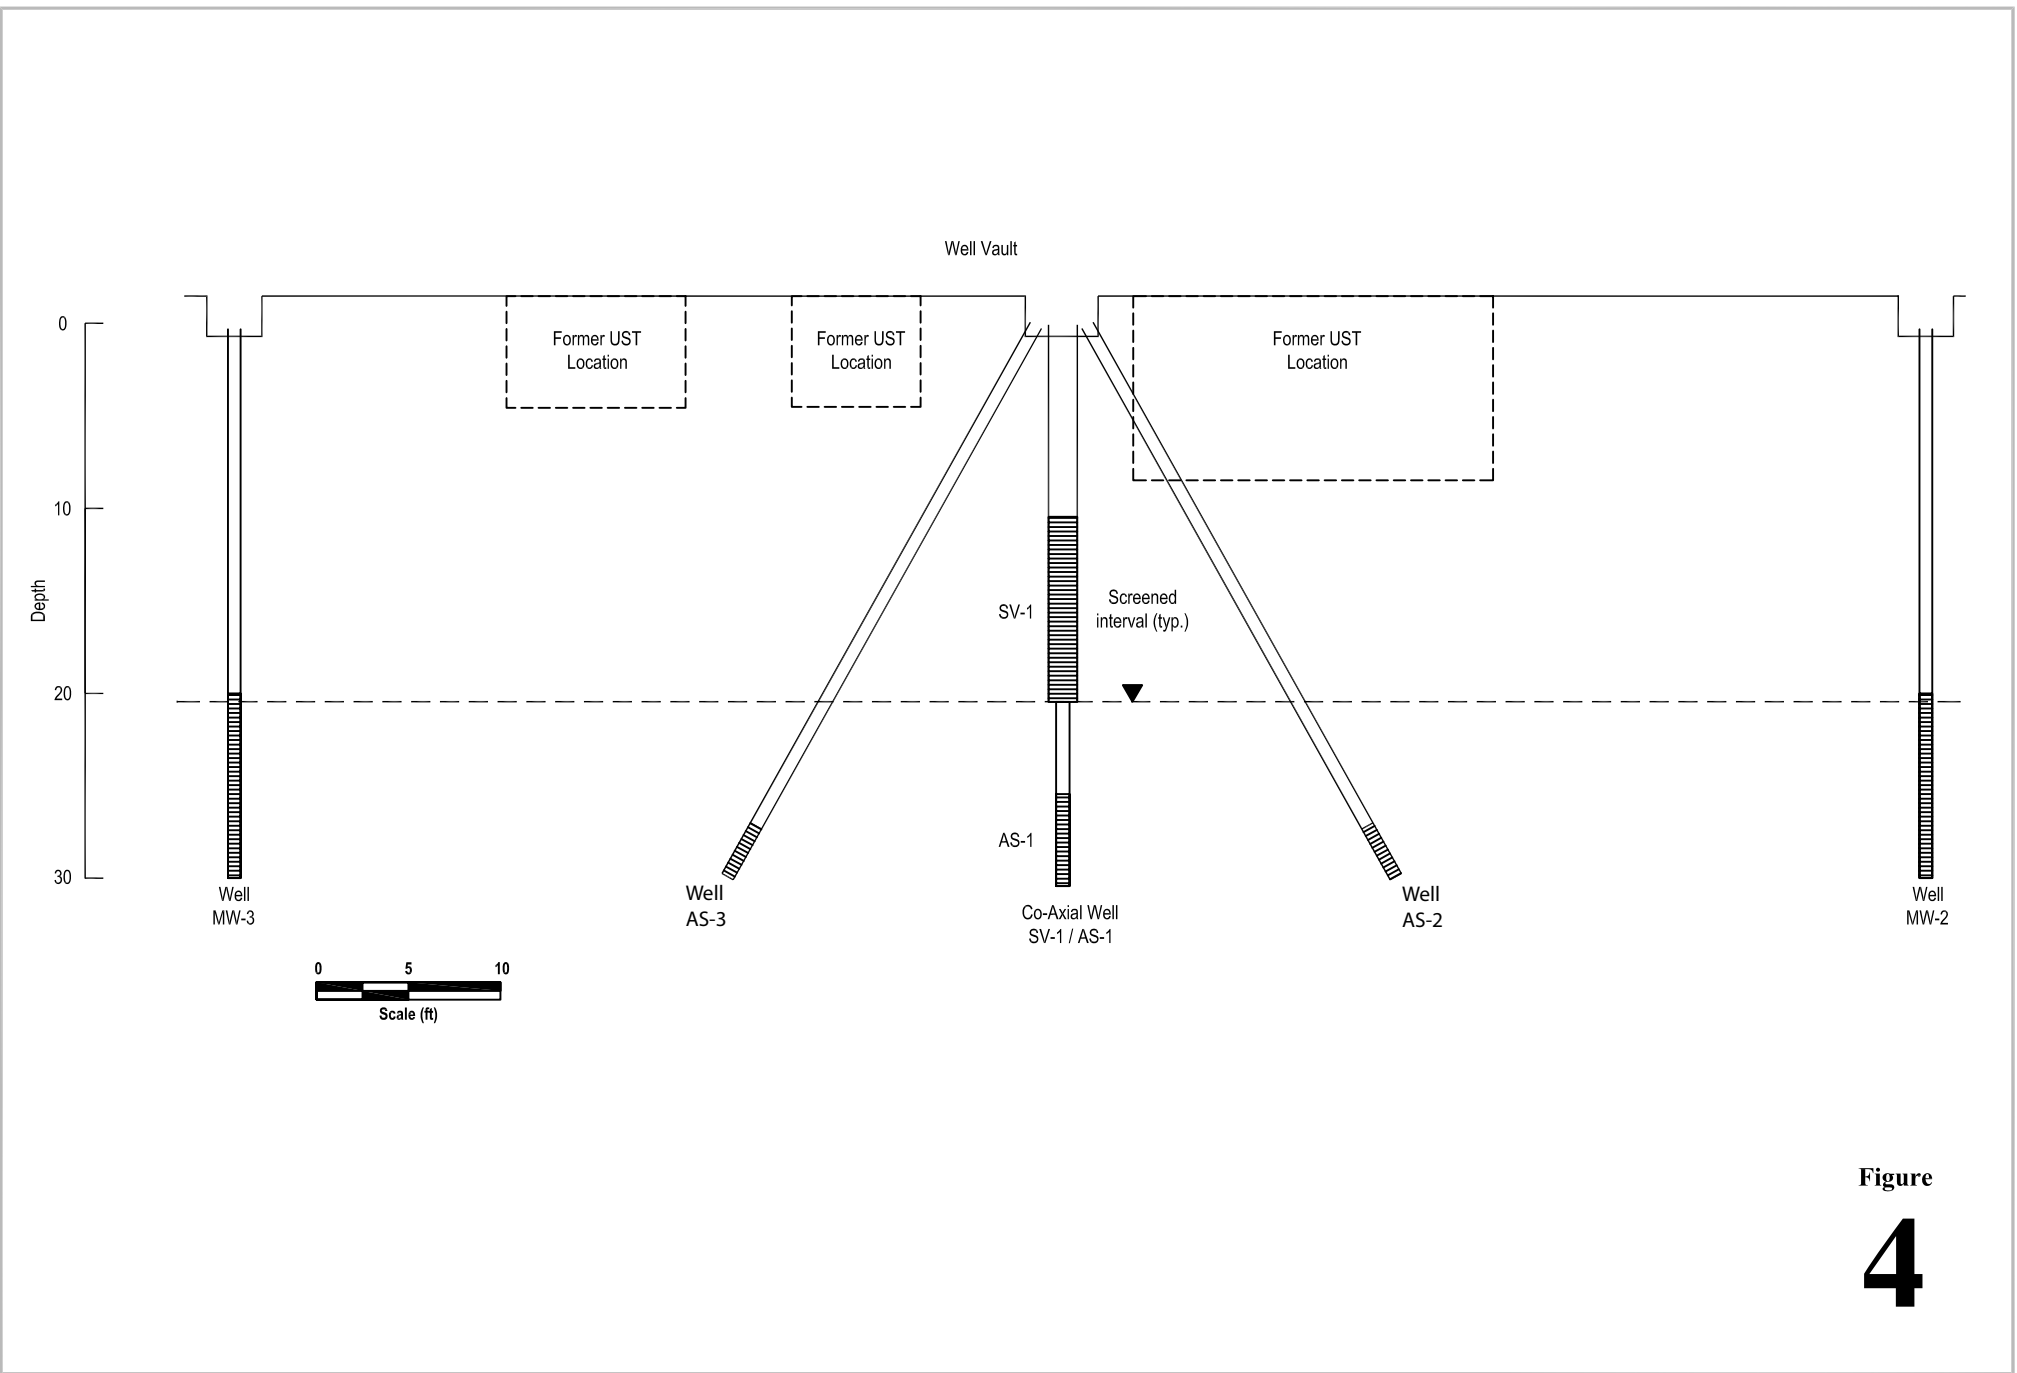 Well Vault
0
Former UST
Location
Former UST
Location
Former UST
Location
10
Depth
SV-1
Screened
interval (typ.)
20
AS-1
30
Well
MW-3
Well
AS-3
Co-Axial Well
SV-1 / AS-1
Well
AS-2
Well
MW-2
0 5 10
Scale (ft)
Figure
4